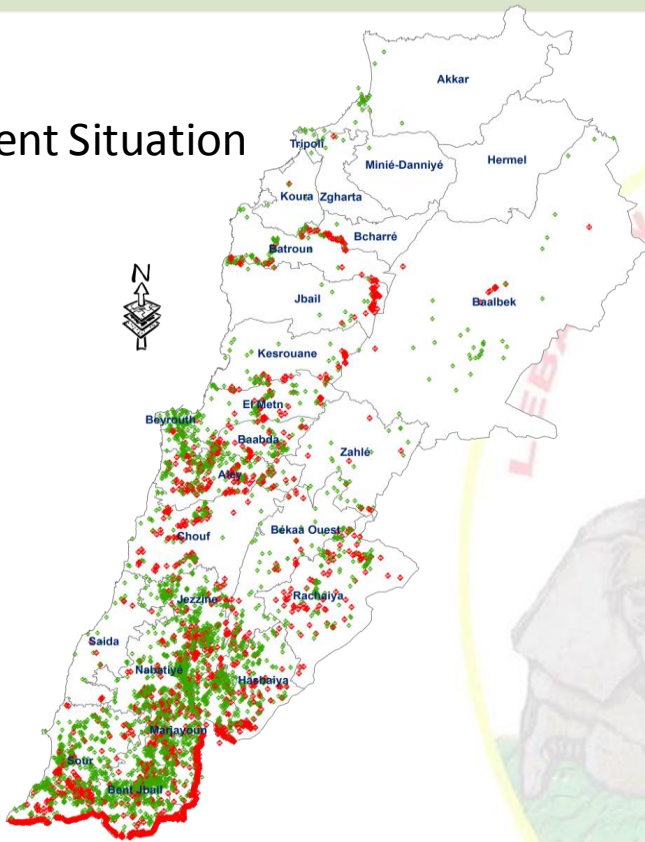 ent Situation
Akkar
Tripoli
Minié-Danniyé
Hermel
Koura
Zgharta
Bcharré
Batroun
Jbail
Baalbek
N
Kesrouane
El Metn
Beyrouth
Baabda
Zahlé
Aley
Békaa Ouest
Chouf
Jezzine
Rachaiya
Saida
Nabatiyé
Hasbaiya
Marjayoun
Sour
Bent Jbail
LEBA